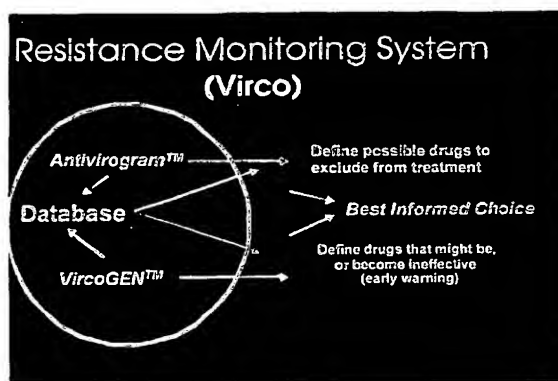 Resistance Monitoring System
(Virco)
Antivirogram™
Define possible drugs to
exclude from treatment
Database
Best Informed Choice
VircoGEN™
Define drugs that might be,
or become ineffective
(early warning)